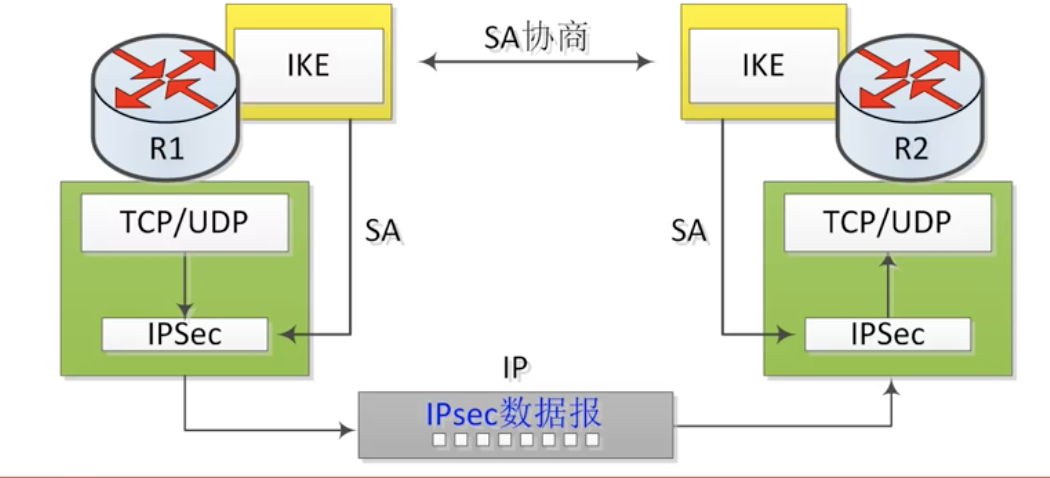 SA协商
IKE
IKE
R1
R2
TCP/UDP
SA
SA
TCP/UDP
IPSec
IPSec
IP
IPsec数据报